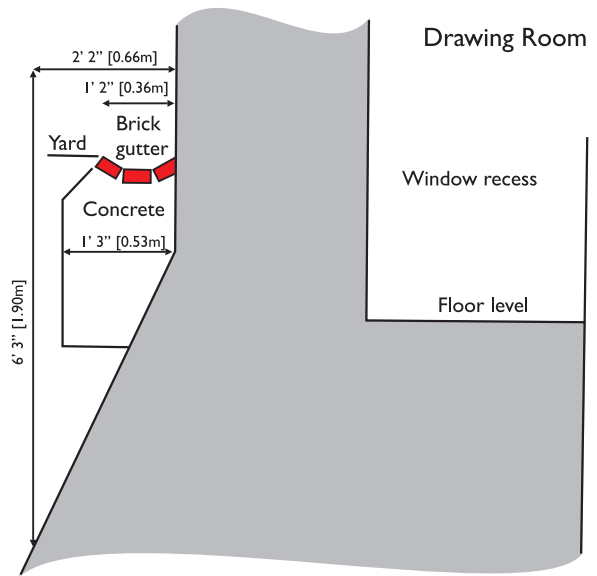 Drawing Room
2’ 2” [0.66m]
1’ 2” [0.36m]
Brick
gutter
Yard
Window recess
Concrete
1’ 3” [0.53m]
Floor level
6’ 3” [1.90m]